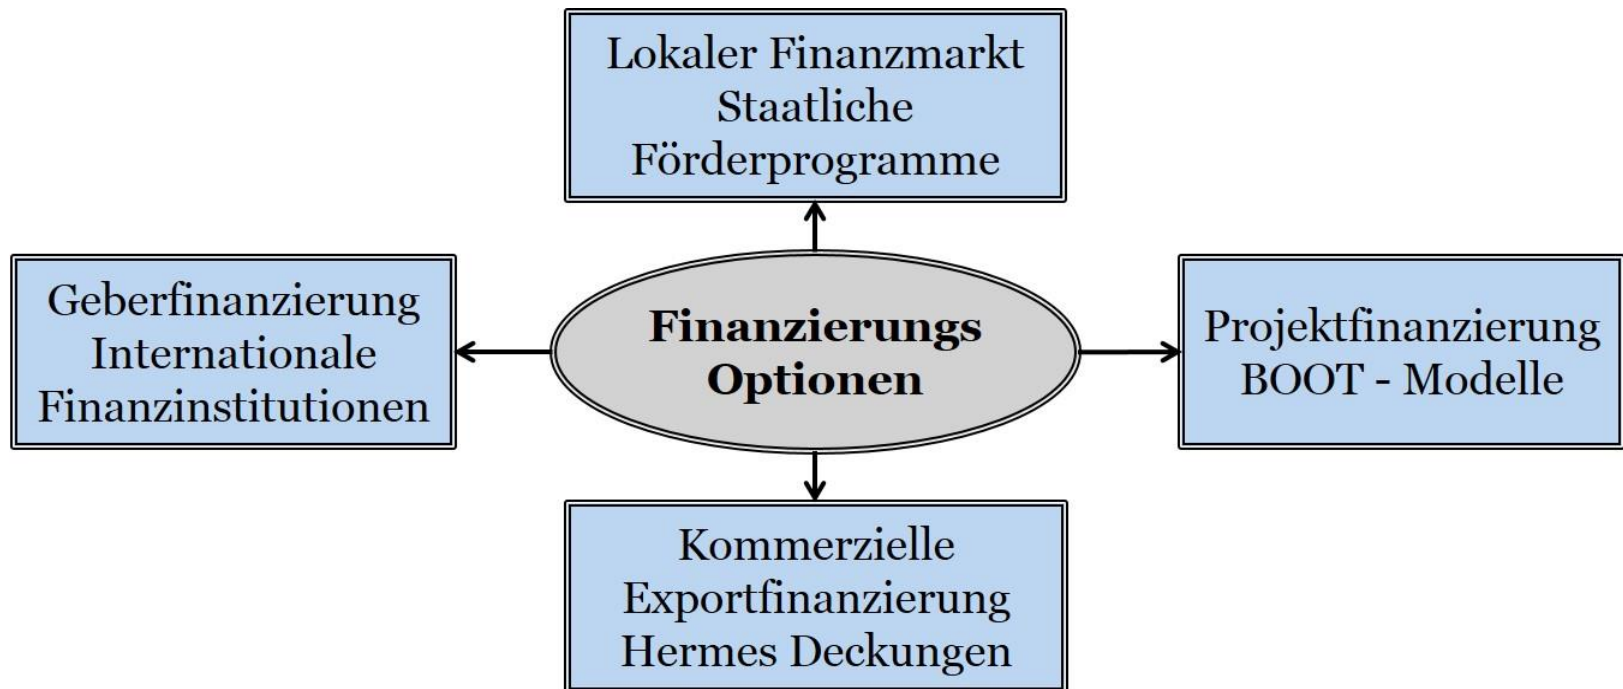 Lokaler Finanzmarkt
Staatliche
Förderprogramme
Geberfinanzierung
Internationale
Finanzinstitutionen
Finanzierungs
Optionen
Projektfinanzierung
BOOT - Modelle
Kommerzielle
Exportfinanzierung
Hermes Deckungen